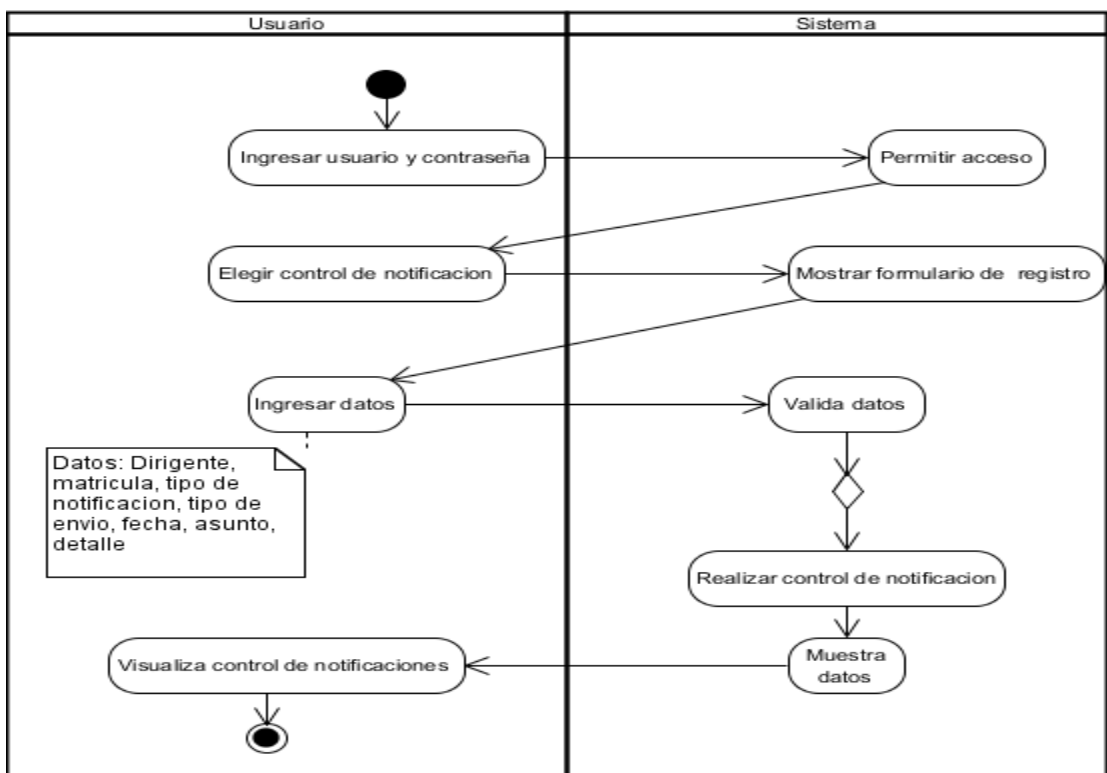 Usuario
Sistema
Ingresar usuario y contraseña
Permitir acceso
Elegir control de notificacion
Mostrar formulario de registro
Ingresar datos
Valida datos
Datos: Dirigente,
matricula, tipo de
notificacion, tipo de
envio, fecha, asunto,
detalle
Realizar control de notificacion
Visualiza control de notificaciones
Muestra
datos